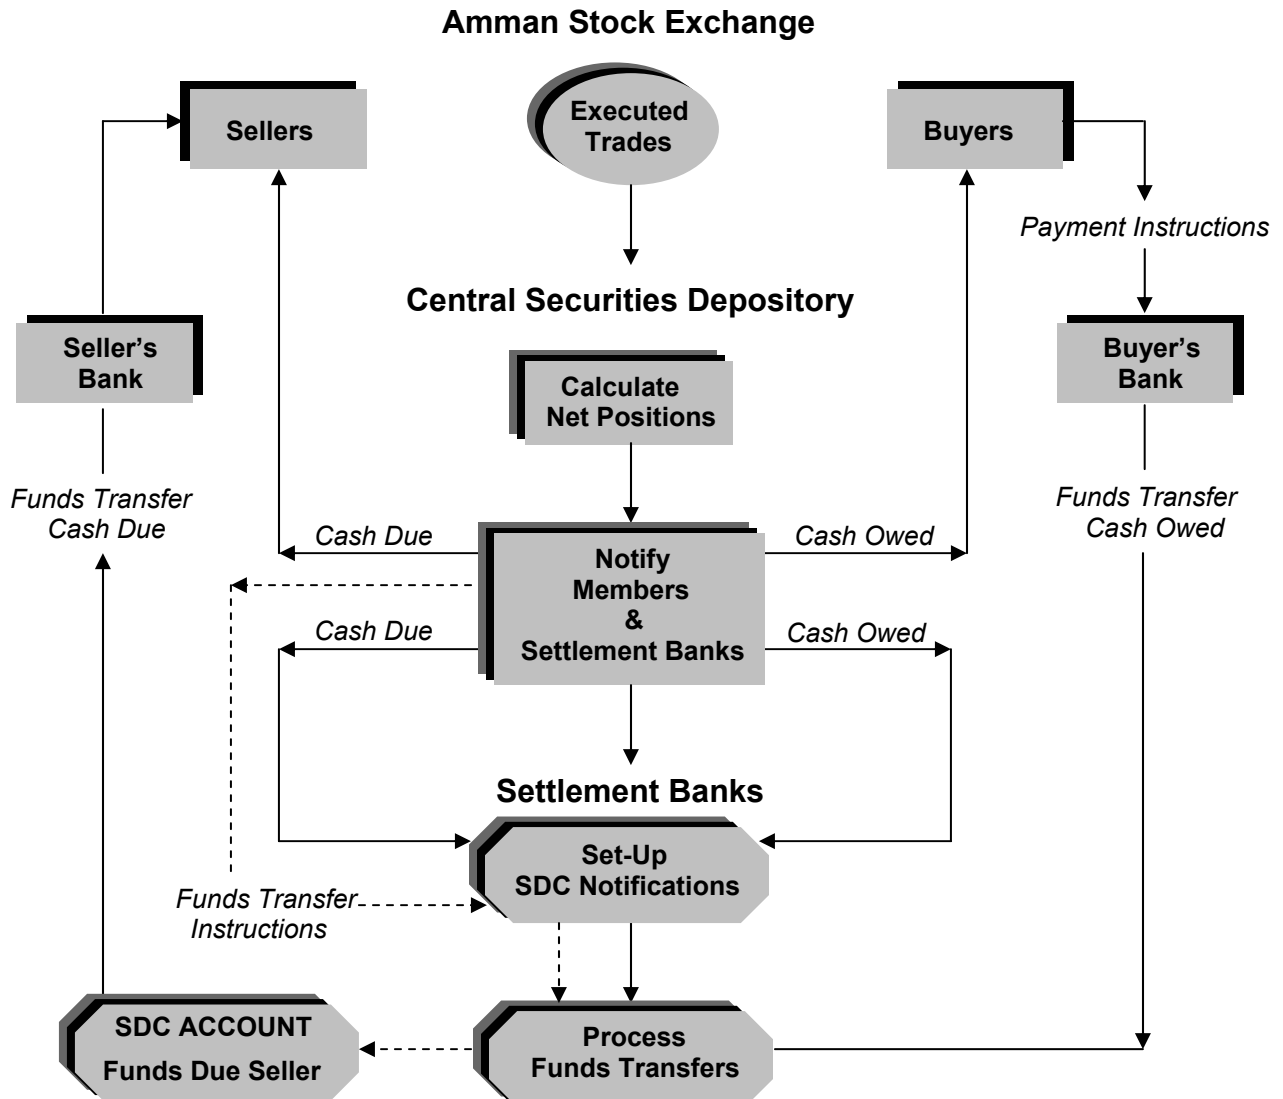 Amman Stock Exchange
Sellers
Executed
Trades
Buyers
Payment Instructions
Central Securities Depository
Seller’s
Bank
Buyer’s
Bank
Calculate
Net Positions
Funds Transfer
Cash Due
Funds Transfer
Cash Owed
Cash Due
Cash Owed
Notify
Members
&
Settlement Banks
Cash Due
Cash Owed
Settlement Banks
Set-Up
SDC Notifications
Funds Transfer
Instructions
SDC ACCOUNT
Funds Due Seller
Process
Funds Transfers